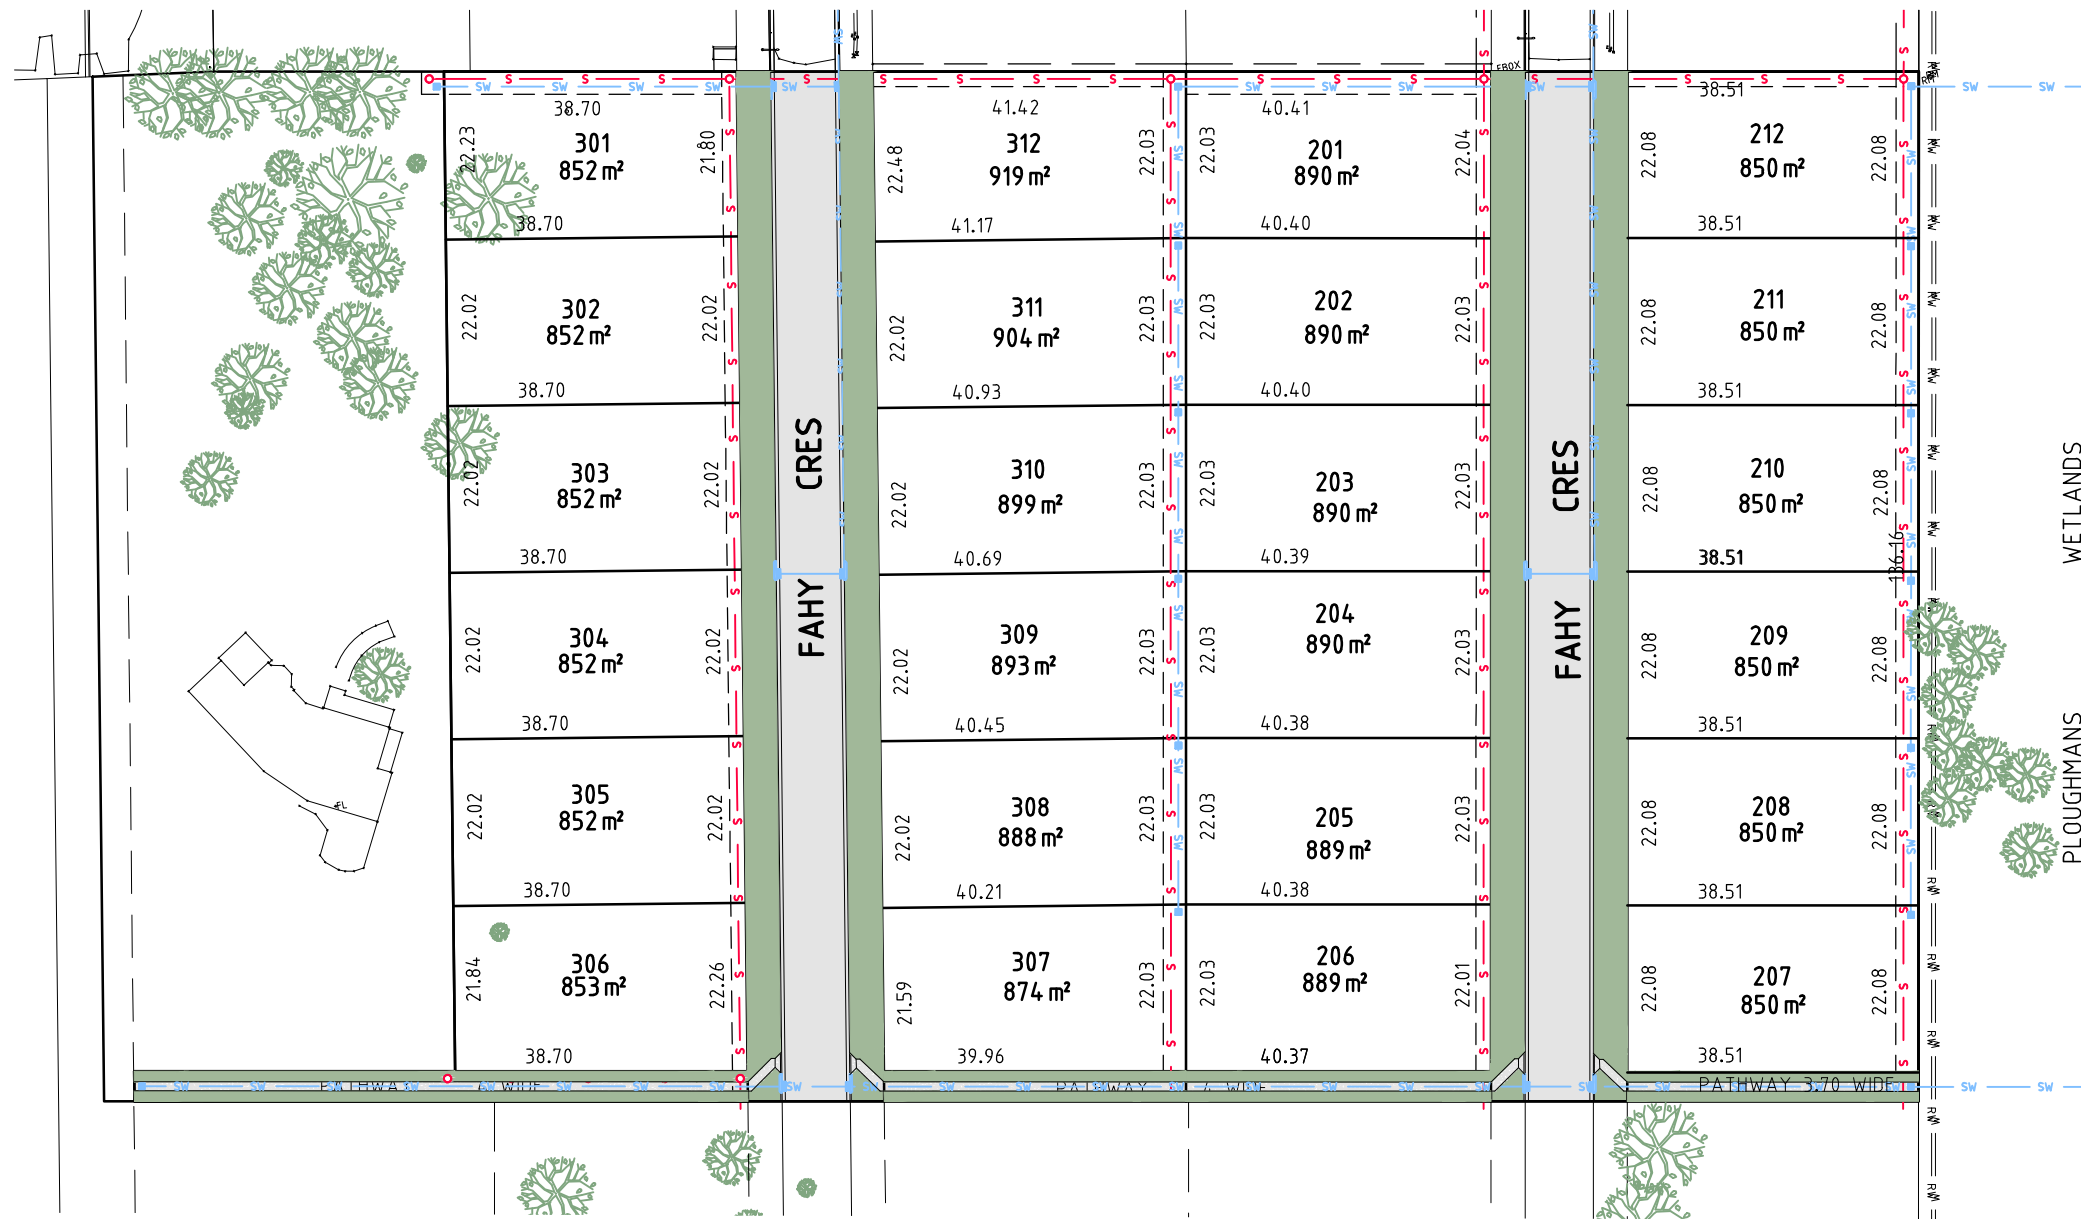 38.70
22.23
301
852 m²
21.80
38.70
22.02
302
852 m²
22.02
38.70
22.02
303
852 m²
22.02
38.70
22.02
304
852 m²
22.02
38.70
22.02
305
852 m²
22.02
38.70
21.84
306
853 m²
22.26
38.70
FAHY CRES
41.42
22.48
312
919 m²
22.03
41.17
22.02
311
904 m²
22.03
40.93
22.02
310
899 m²
22.03
40.69
22.02
309
893 m²
22.03
40.45
22.02
308
888 m²
22.03
40.21
21.59
307
874 m²
22.03
39.96
40.41
22.03
201
890 m²
22.04
40.40
22.03
202
890 m²
22.03
40.40
22.03
203
890 m²
22.03
40.39
22.03
204
890 m²
22.03
40.38
22.03
205
889 m²
22.03
40.38
22.03
206
889 m²
22.01
40.37
EBOX
FAHY CRES
38.51
22.08
212
850 m²
22.08
38.51
22.08
211
850 m²
22.08
38.51
22.08
210
850 m²
22.08
38.51
136.16
22.08
209
850 m²
22.08
38.51
22.08
208
850 m²
22.08
38.51
22.08
207
850 m²
22.08
38.51
PLOUGHMANS WETLANDS
FL
PATHWAY 4 WIDE
PATHWAY 4 WIDE
PATHWAY 3.70 WIDE
S
SW
RM